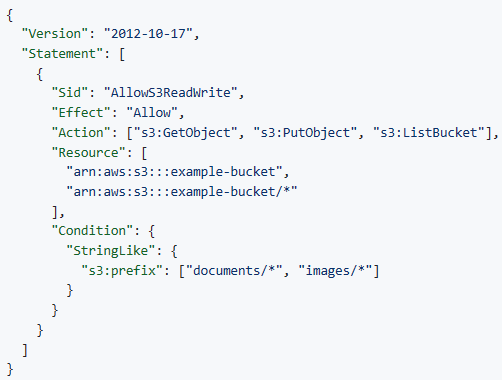 {
  "Version": "2012-10-17",
  "Statement": [
    {
      "Sid": "AllowS3ReadWrite",
      "Effect": "Allow",
      "Action": ["s3:GetObject", "s3:PutObject", "s3:ListBucket"],
      "Resource": [
        "arn:aws:s3:::example-bucket",
        "arn:aws:s3:::example-bucket/*"
      ],
      "Condition": {
        "StringLike": {
          "s3:prefix": ["documents/*", "images/*"]
        }
      }
    }
  ]
}